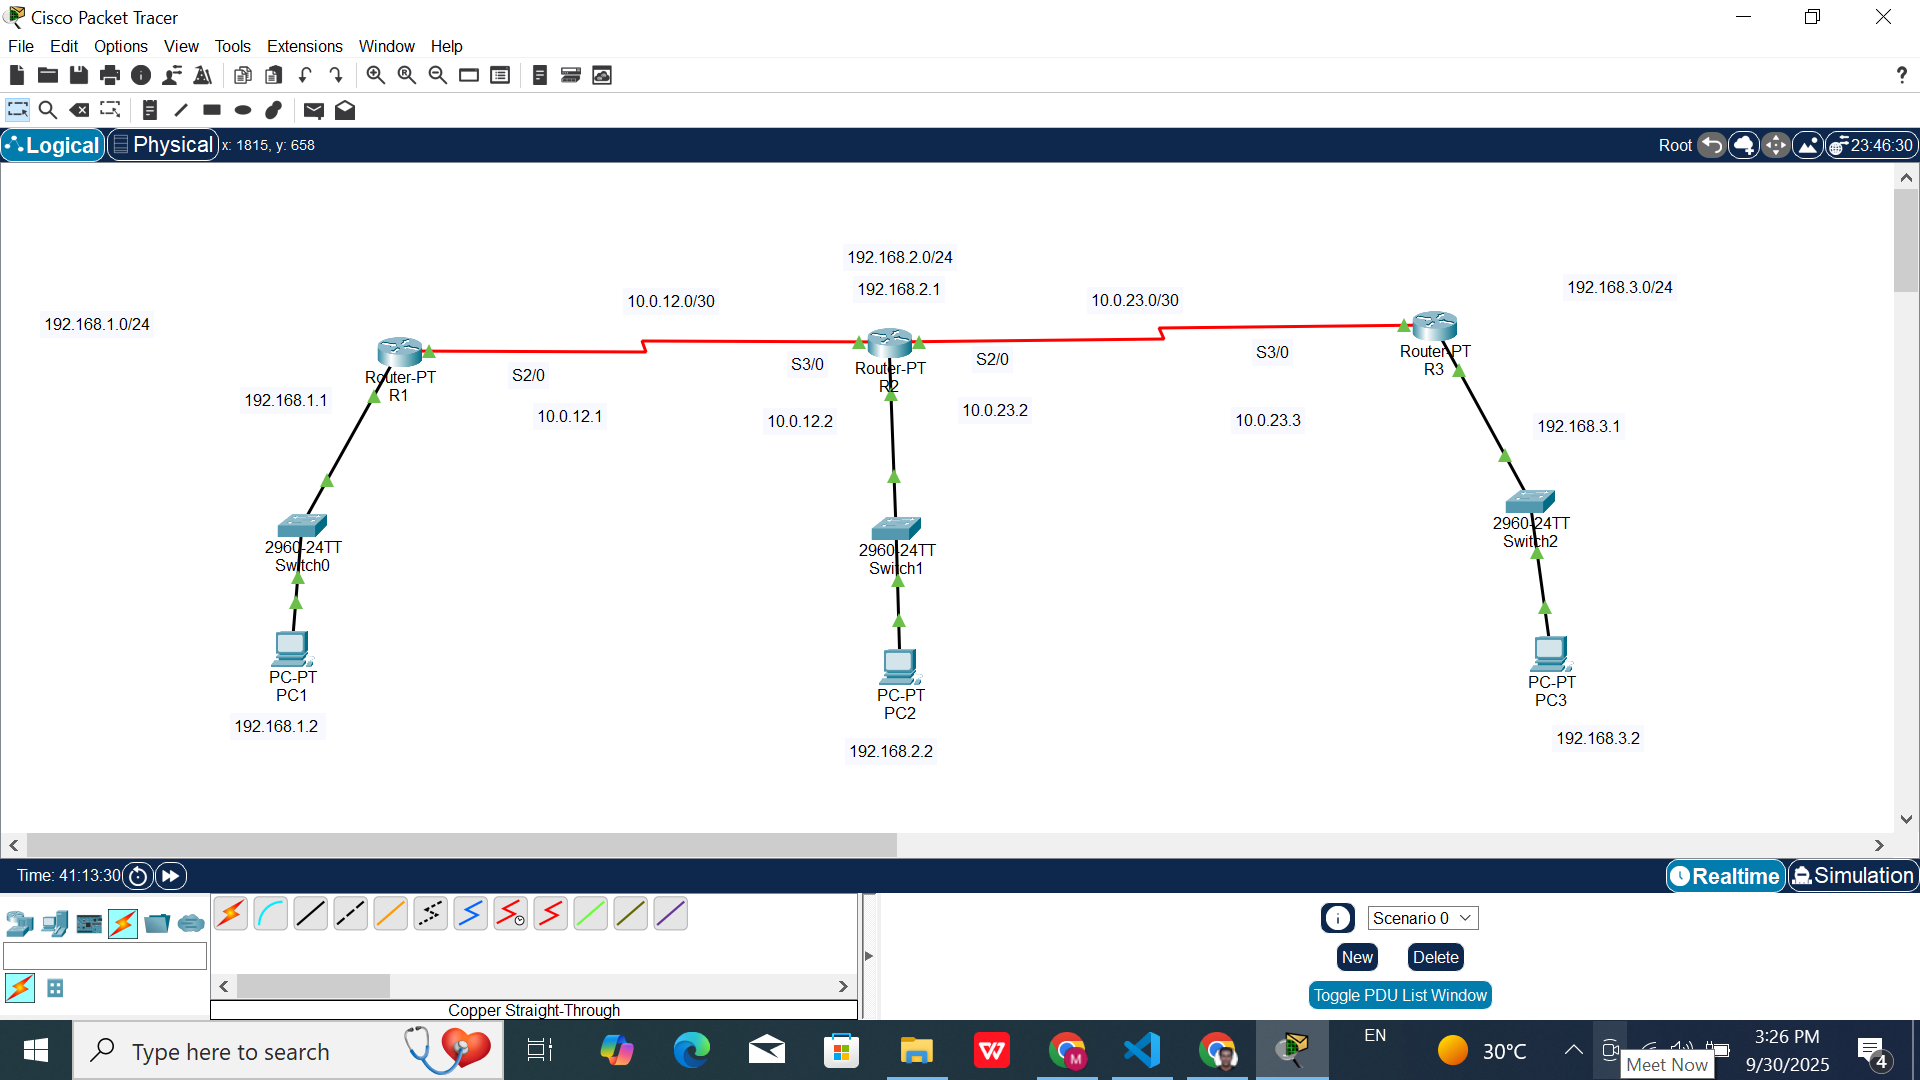 Cisco Packet Tracer
File Edit Options View Tools Extensions Window Help
?
Logical Physical x: 1815, y: 658 Root 23:46:30
192.168.2.0/24
192.168.2.1
192.168.3.0/24
10.0.12.0/30
10.0.23.0/30
192.168.1.0/24
Router-PT
R1
S2/0
S3/0
Router-PT
R2
S2/0
S3/0
Router-PT
R3
192.168.1.1
10.0.12.1
10.0.12.2
10.0.23.2
10.0.23.3
192.168.3.1
2960-24TT
Switch0
2960-24TT
Switch1
2960-24TT
Switch2
PC-PT
PC1
PC-PT
PC2
PC-PT
PC3
192.168.1.2
192.168.2.2
192.168.3.2
Time: 41:13:30 Realtime Simulation
Scenario 0
New Delete
Toggle PDU List Window
Copper Straight-Through
Type here to search
W
M
EN
30°C
Meet Now
3:26 PM
9/30/2025
4